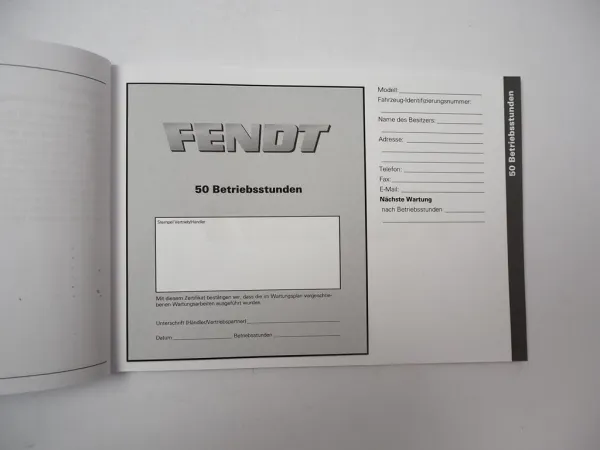 FENDT
50 Betriebsstunden
Stempel Vertrieb/Händler
Mit diesem Zertifikat bestätigen wir, dass die im Wartungsplan vorgeschrie-
benen Wartungsarbeiten ausgeführt wurden.
Unterschrift (Händler/Vertriebspartner)
Datum Betriebsstunden
Modell:
Fahrzeug-Identifizierungsnummer:
Name des Besitzers:
Adresse:
Telefon:
Fax:
E-Mail:
Nächste Wartung
nach Betriebsstunden:
50 Betriebsstunden